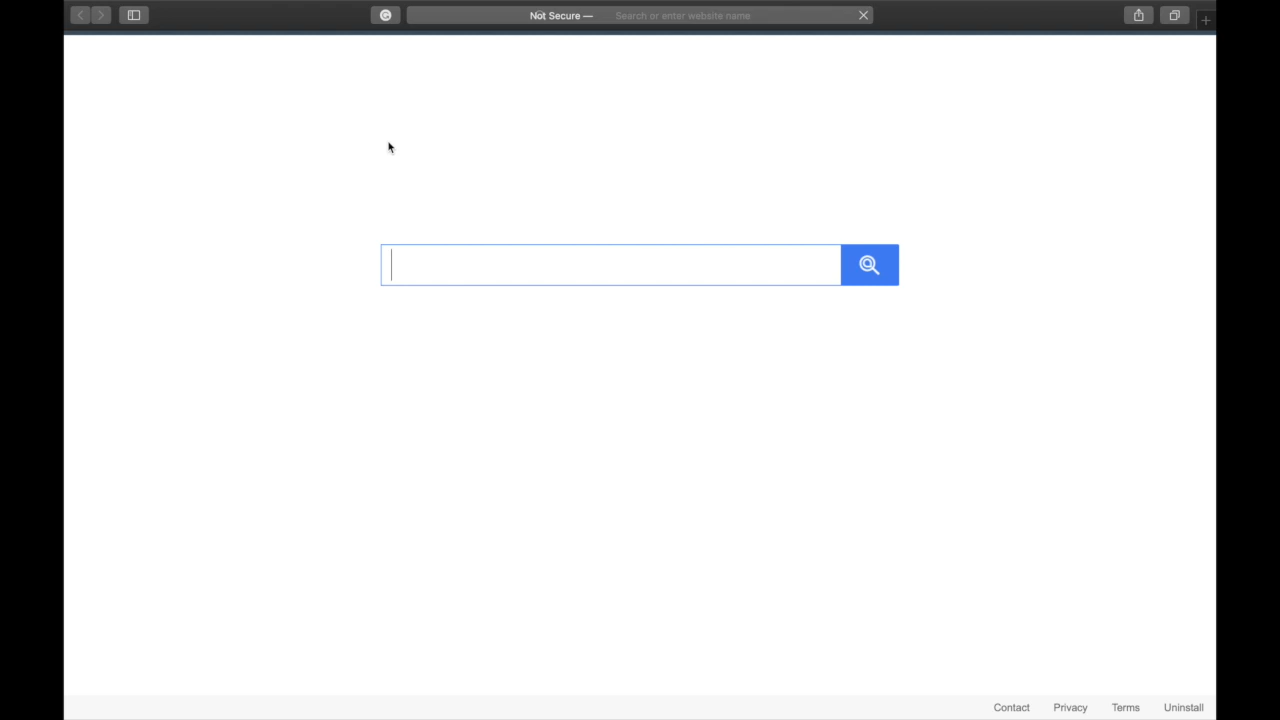 Not Secure — Search or enter website name
Contact Privacy Terms Uninstall